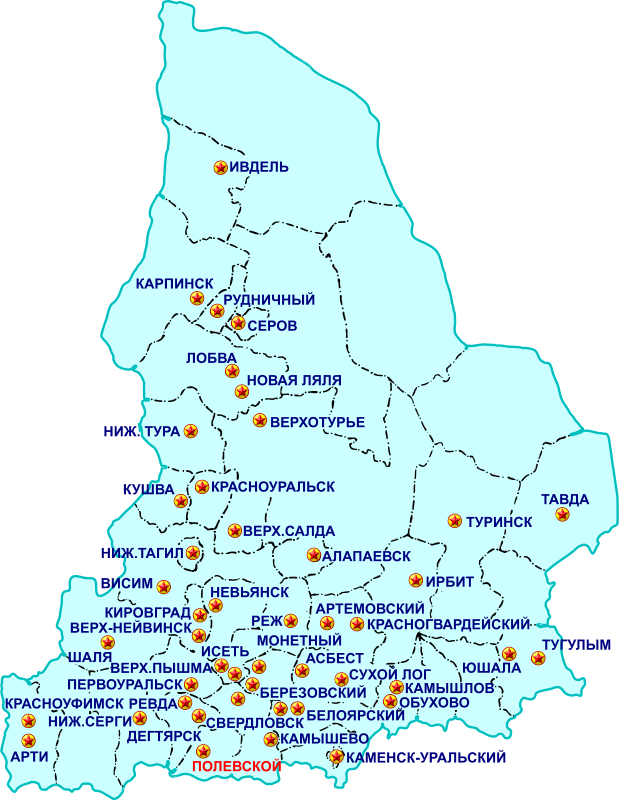 ИВДЕЛЬ
КАРПИНСК
РУДНИЧНЫЙ
СЕРОВ
ЛОБВА
НОВАЯ ЛЯЛЯ
ВЕРХОТУРЬЕ
НИЖ. ТУРА
КРАСНОУРАЛЬСК
КУШВА
ТАВДА
ТУРИНСК
ВЕРХ.САЛДА
НИЖ.ТАГИЛ
АЛАПАЕВСК
ВИСИМ
ИРБИТ
НЕВЬЯНСК
КИРОВГРАД
АРТЕМОВСКИЙ
РЕЖ
КРАСНОГВАРДЕЙСКИЙ
ВЕРХ-НЕЙВИНСК
МОНЕТНЫЙ
ТУГУЛЫМ
ШАЛЯ
ИСЕТЬ
АСБЕСТ
ЮШАЛА
ВЕРХ.ПЫШМА
СУХОЙ ЛОГ
ПЕРВОУРАЛЬСК
КАМЫШЛОВ
БЕРЕЗОВСКИЙ
КРАСНОУФИМСК
РЕВДА
ОБУХОВО
БЕЛОЯРСКИЙ
НИЖ.СЕРГИ
СВЕРДЛОВСК
ДЕГТЯРСК
КАМЫШЕВО
АРТИ
КАМЕНСК-УРАЛЬСКИЙ
ПОЛЕВСКОЙ